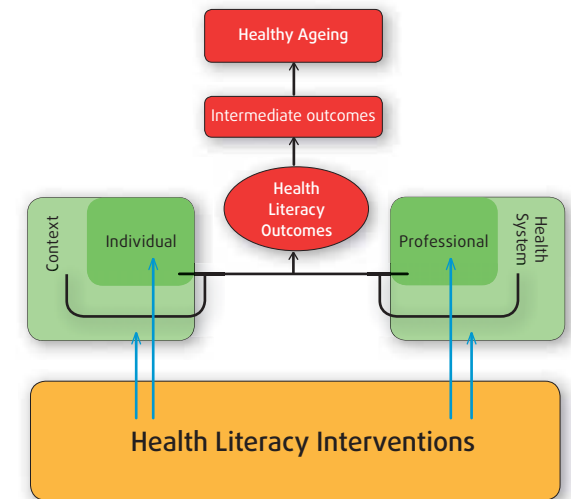 Healthy Ageing
Intermediate outcomes
Health
Literacy
Outcomes
Context
Individual
Professional
Health
System
Health Literacy Interventions